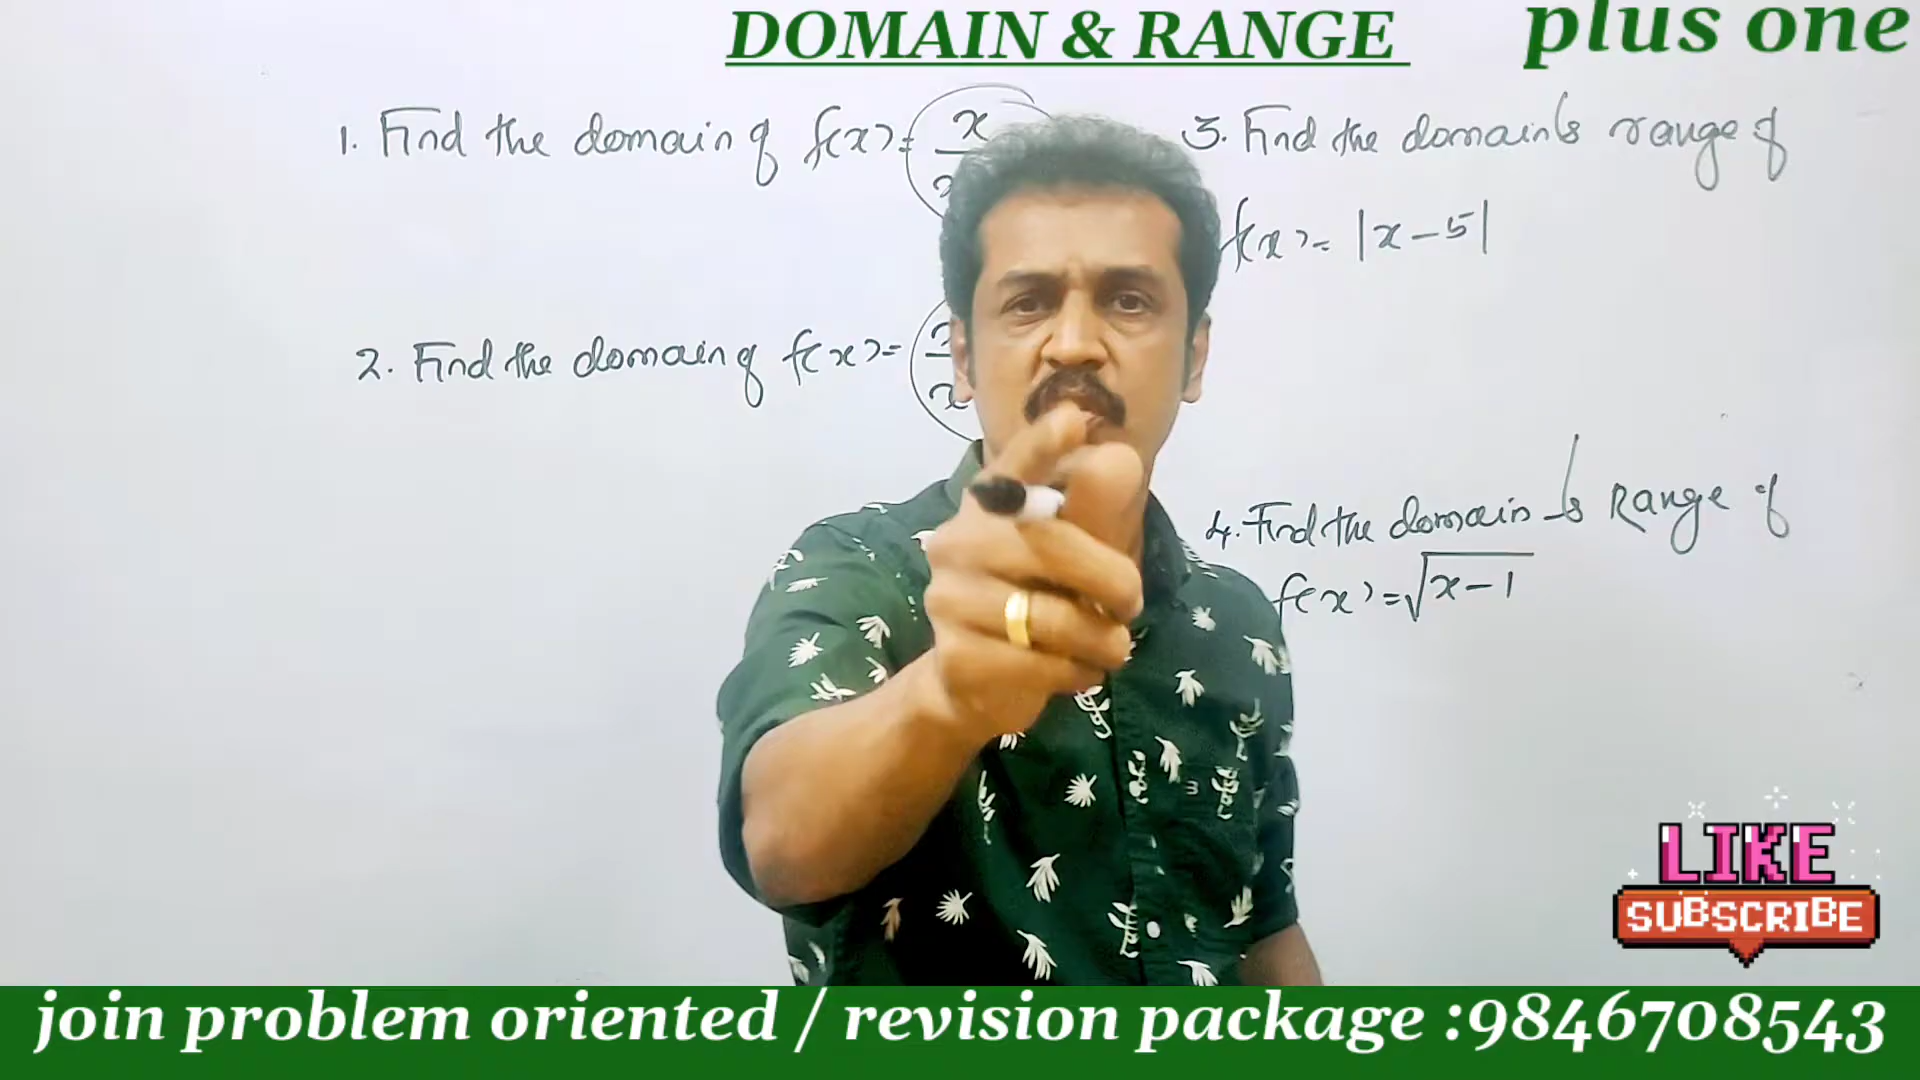 DOMAIN & RANGE plus one
1. Find the domain of f(x)= x
2. Find the domain of f(x)=
x
3. Find the domain & range of
f(x)= |x-5|
4. Find the domain & Range of
f(x)=√x-1
LIKE
SUBSCRIBE
join problem oriented / revision package :9846708543